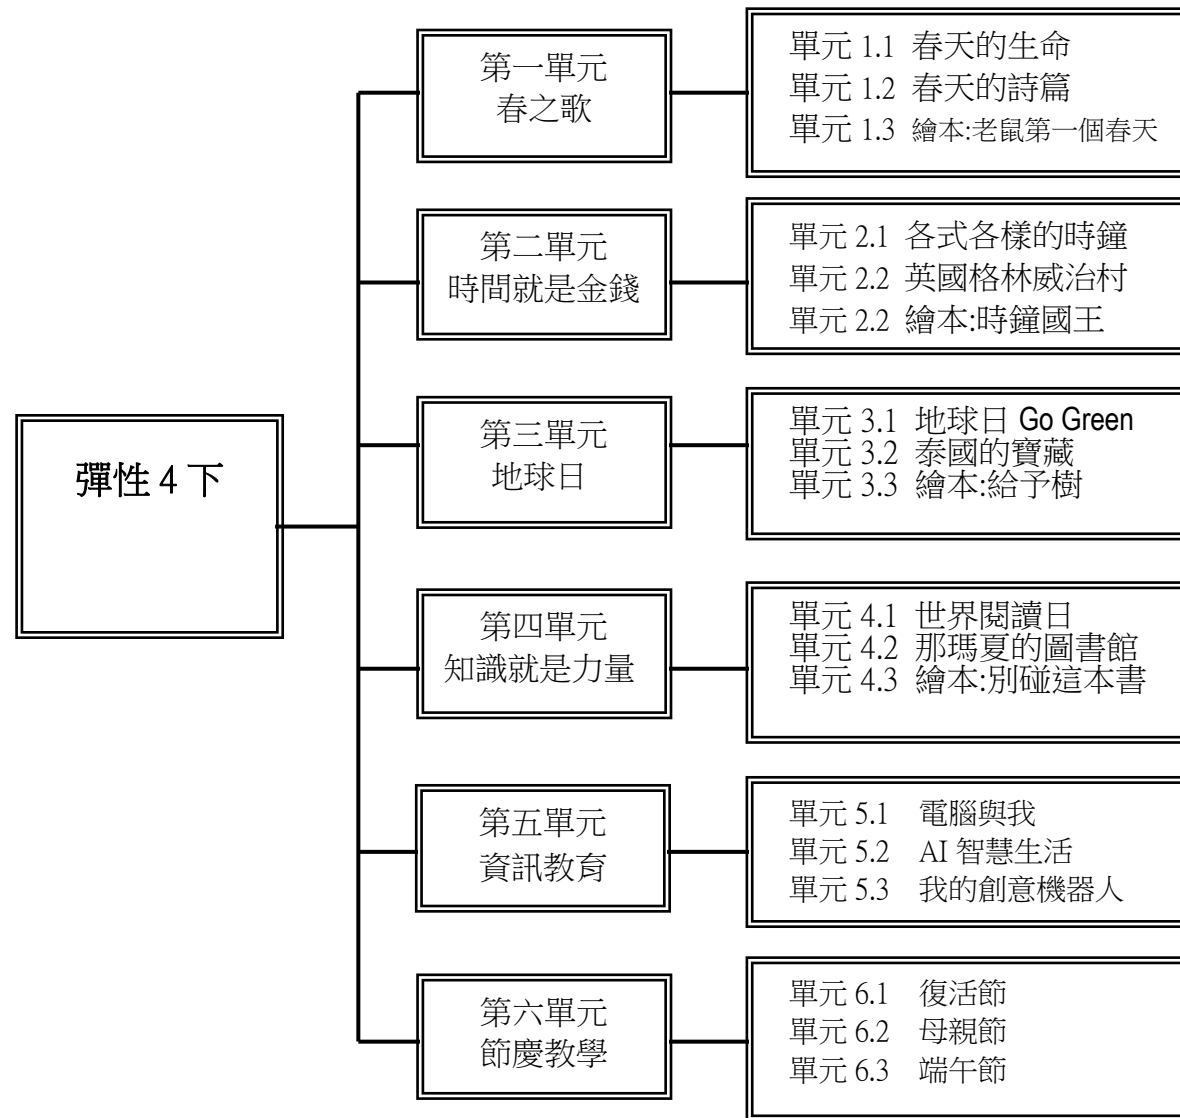 彈性 4 下
第一單元
春之歌
單元 1.1 春天的生命
單元 1.2 春天的詩篇
單元 1.3 繪本:老鼠第一個春天
第二單元
時間就是金錢
單元 2.1 各式各樣的時鐘
單元 2.2 英國格林威治村
單元 2.2 繪本:時鐘國王
第三單元
地球日
單元 3.1 地球日 Go Green
單元 3.2 泰國的寶藏
單元 3.3 繪本:給予樹
第四單元
知識就是力量
單元 4.1 世界閱讀日
單元 4.2 那瑪夏的圖書館
單元 4.3 繪本:別碰這本書
第五單元
資訊教育
單元 5.1 電腦與我
單元 5.2 AI 智慧生活
單元 5.3 我的創意機器人
第六單元
節慶教學
單元 6.1 復活節
單元 6.2 母親節
單元 6.3 端午節